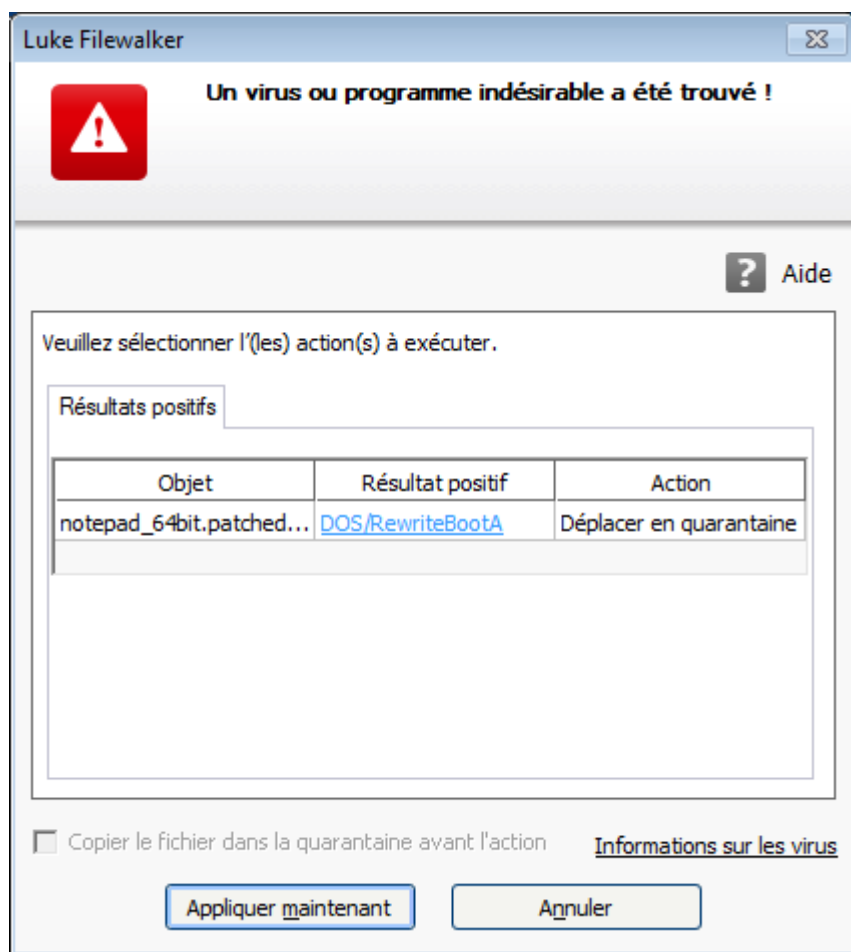 Luke Filewalker
Un virus ou programme indésirable a été trouvé !
? Aide
Veuillez sélectionner l'(les) action(s) à exécuter.
Résultats positifs
Objet Résultat positif Action
notepad_64bit.patched... DOS/RewriteBootA Déplacer en quarantaine
Copier le fichier dans la quarantaine avant l'action Informations sur les virus
Appliquer maintenant Annuler